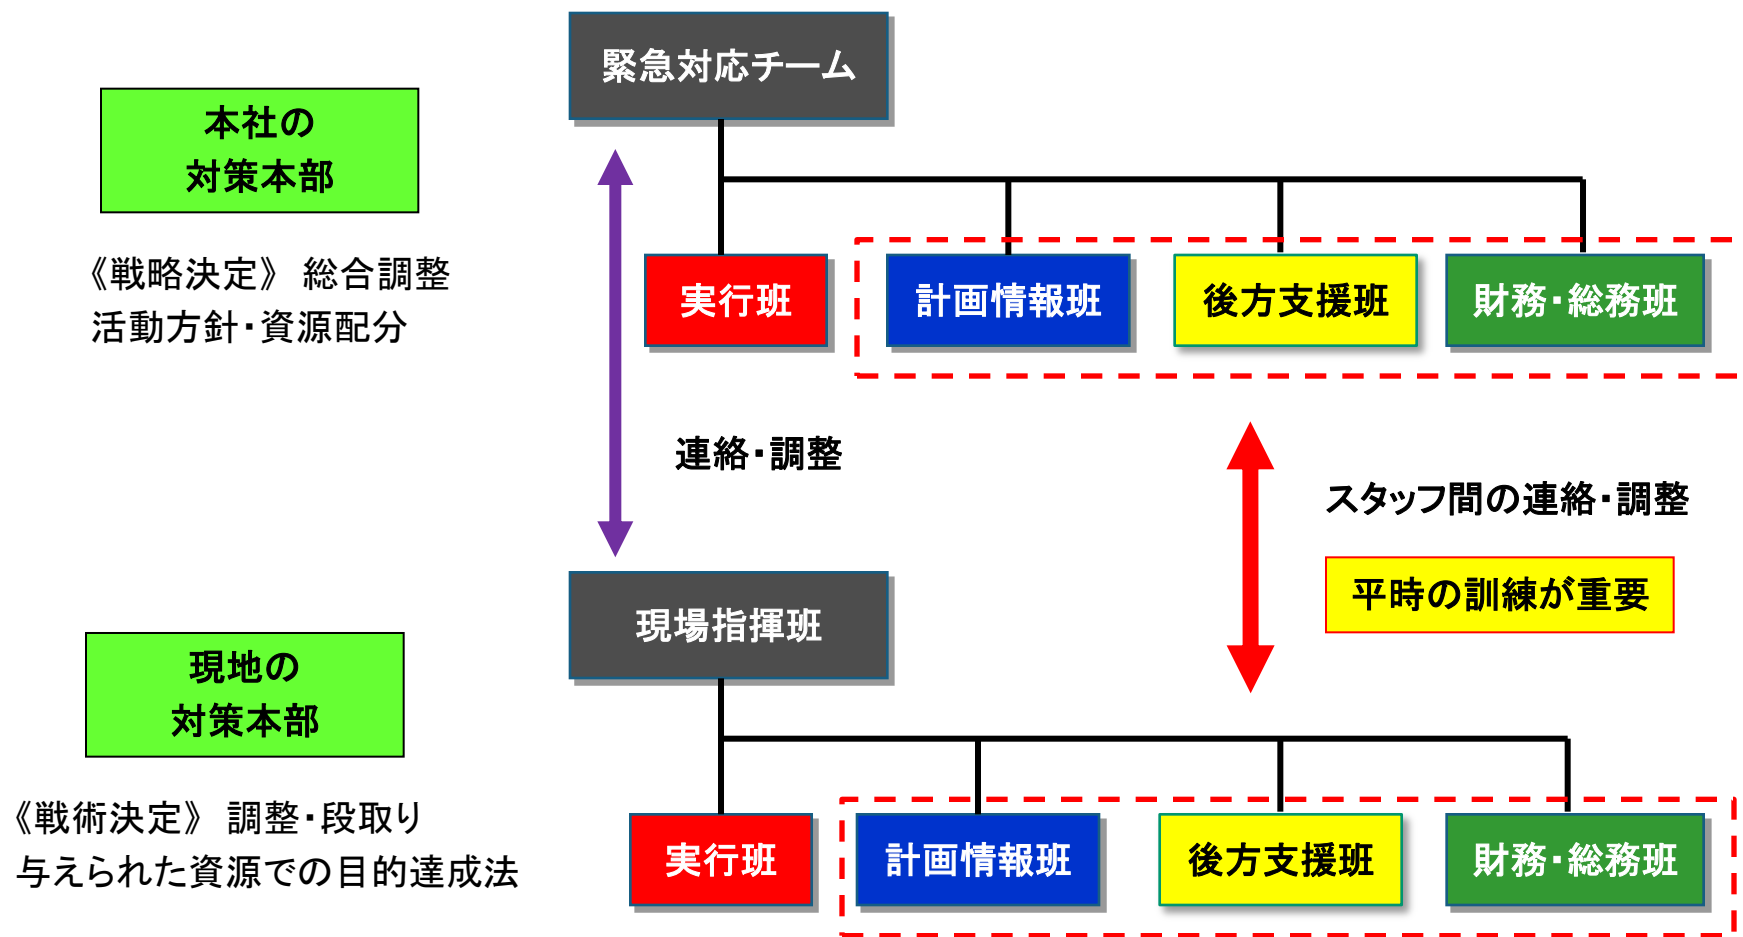 緊急対応チーム
本社の
対策本部
《戦略決定》 総合調整
活動方針・資源配分
実行班
計画情報班
後方支援班
財務・総務班
連絡・調整
スタッフ間の連絡・調整
平時の訓練が重要
現場指揮班
現地の
対策本部
《戦術決定》 調整・段取り
与えられた資源での目的達成法
実行班
計画情報班
後方支援班
財務・総務班